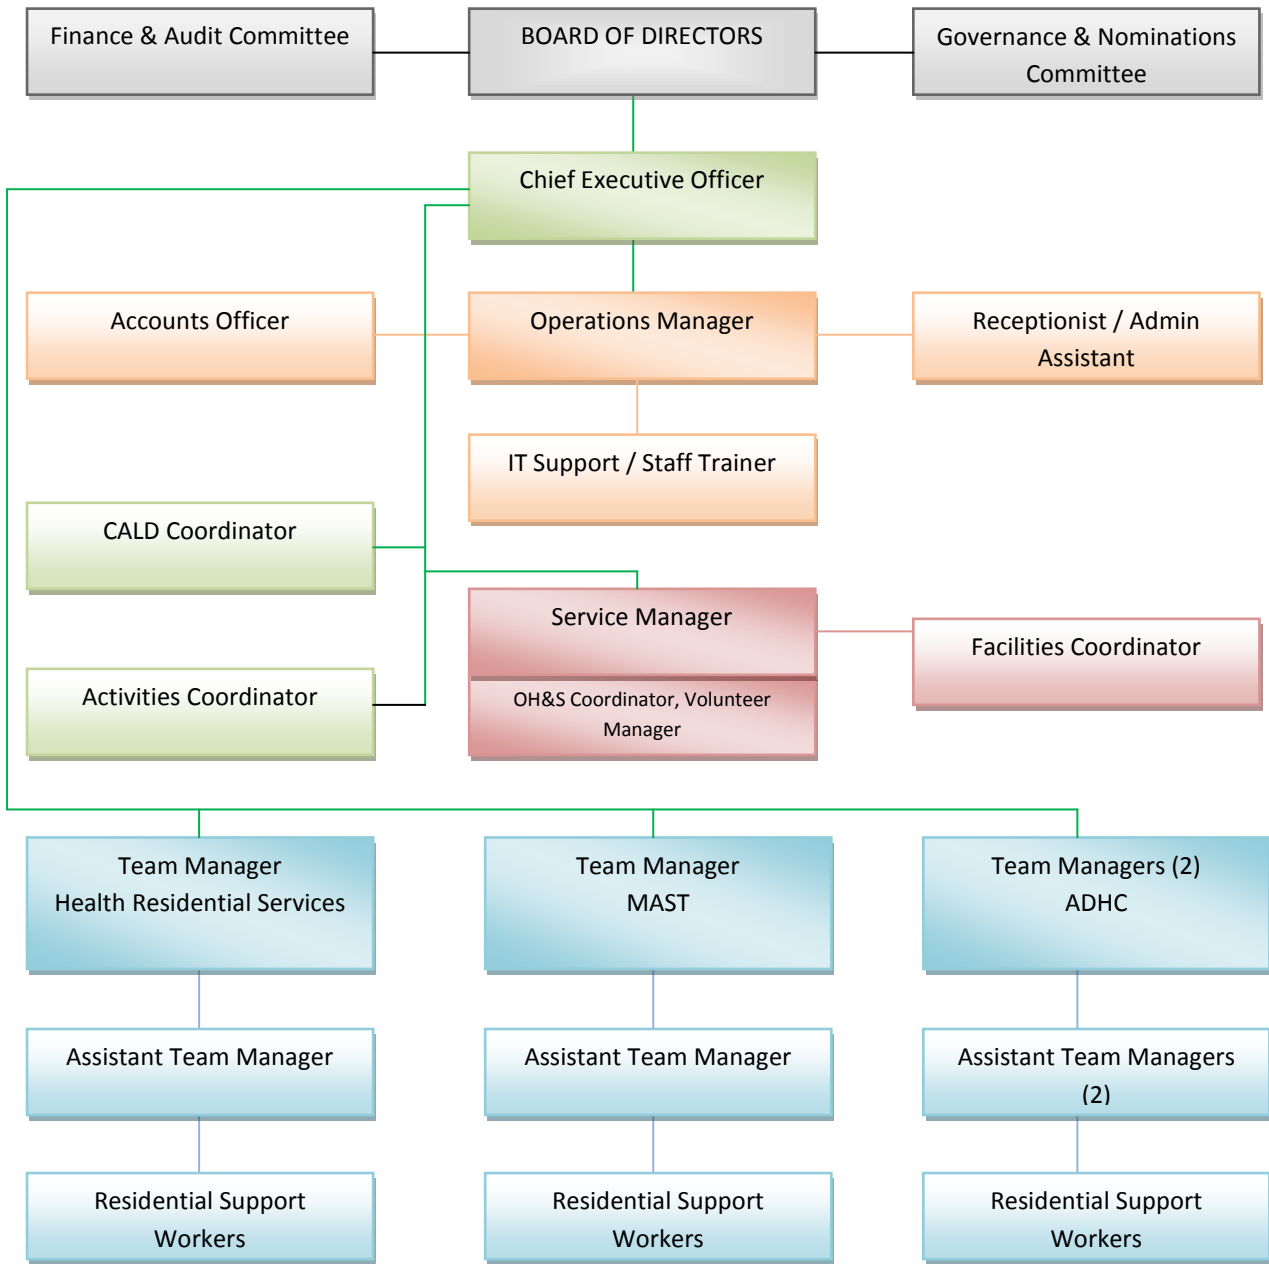 Finance & Audit Committee
BOARD OF DIRECTORS
Governance & Nominations
Committee
Chief Executive Officer
Accounts Officer
Operations Manager
Receptionist / Admin
Assistant
IT Support / Staff Trainer
CALD Coordinator
Service Manager
Facilities Coordinator
Activities Coordinator
OH&S Coordinator, Volunteer
Manager
Team Manager
Health Residential Services
Team Manager
MAST
Team Managers (2)
ADHC
Assistant Team Manager
Assistant Team Manager
Assistant Team Managers
(2)
Residential Support
Workers
Residential Support
Workers
Residential Support
Workers